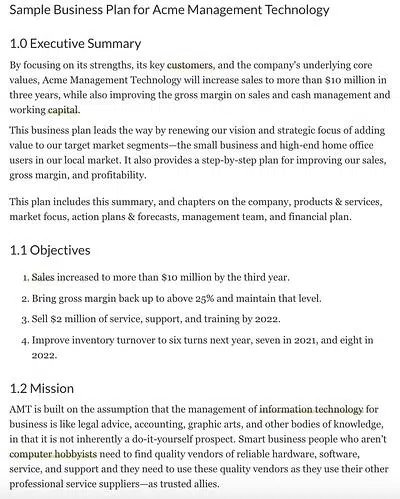 Sample Business Plan for Acme Management Technology
1.0 Executive Summary
By focusing on its strengths, its key customers, and the company's underlying core
values, Acme Management Technology will increase sales to more than $10 million in
three years, while also improving the gross margin on sales and cash management and
working capital.
This business plan leads the way by renewing our vision and strategic focus of adding
value to our target market segments—the small business and high-end home office
users in our local market. It also provides a step-by-step plan for improving our sales,
gross margin, and profitability.
This plan includes this summary, and chapters on the company, products & services,
market focus, action plans & forecasts, management team, and financial plan.
1.1 Objectives
1. Sales increased to more than $10 million by the third year.
2. Bring gross margin back up to above 25% and maintain that level.
3. Sell $2 million of service, support, and training by 2022.
4. Improve inventory turnover to six turns next year, seven in 2021, and eight in
2022.
1.2 Mission
AMT is built on the assumption that the management of information technology for
business is like legal advice, accounting, graphic arts, and other bodies of knowledge,
in that it is not inherently a do-it-yourself prospect. Smart business people who aren't
computer hobbyists need to find quality vendors of reliable hardware, software,
service, and support and they need to use these quality vendors as they use their other
professional service suppliers—as trusted allies.